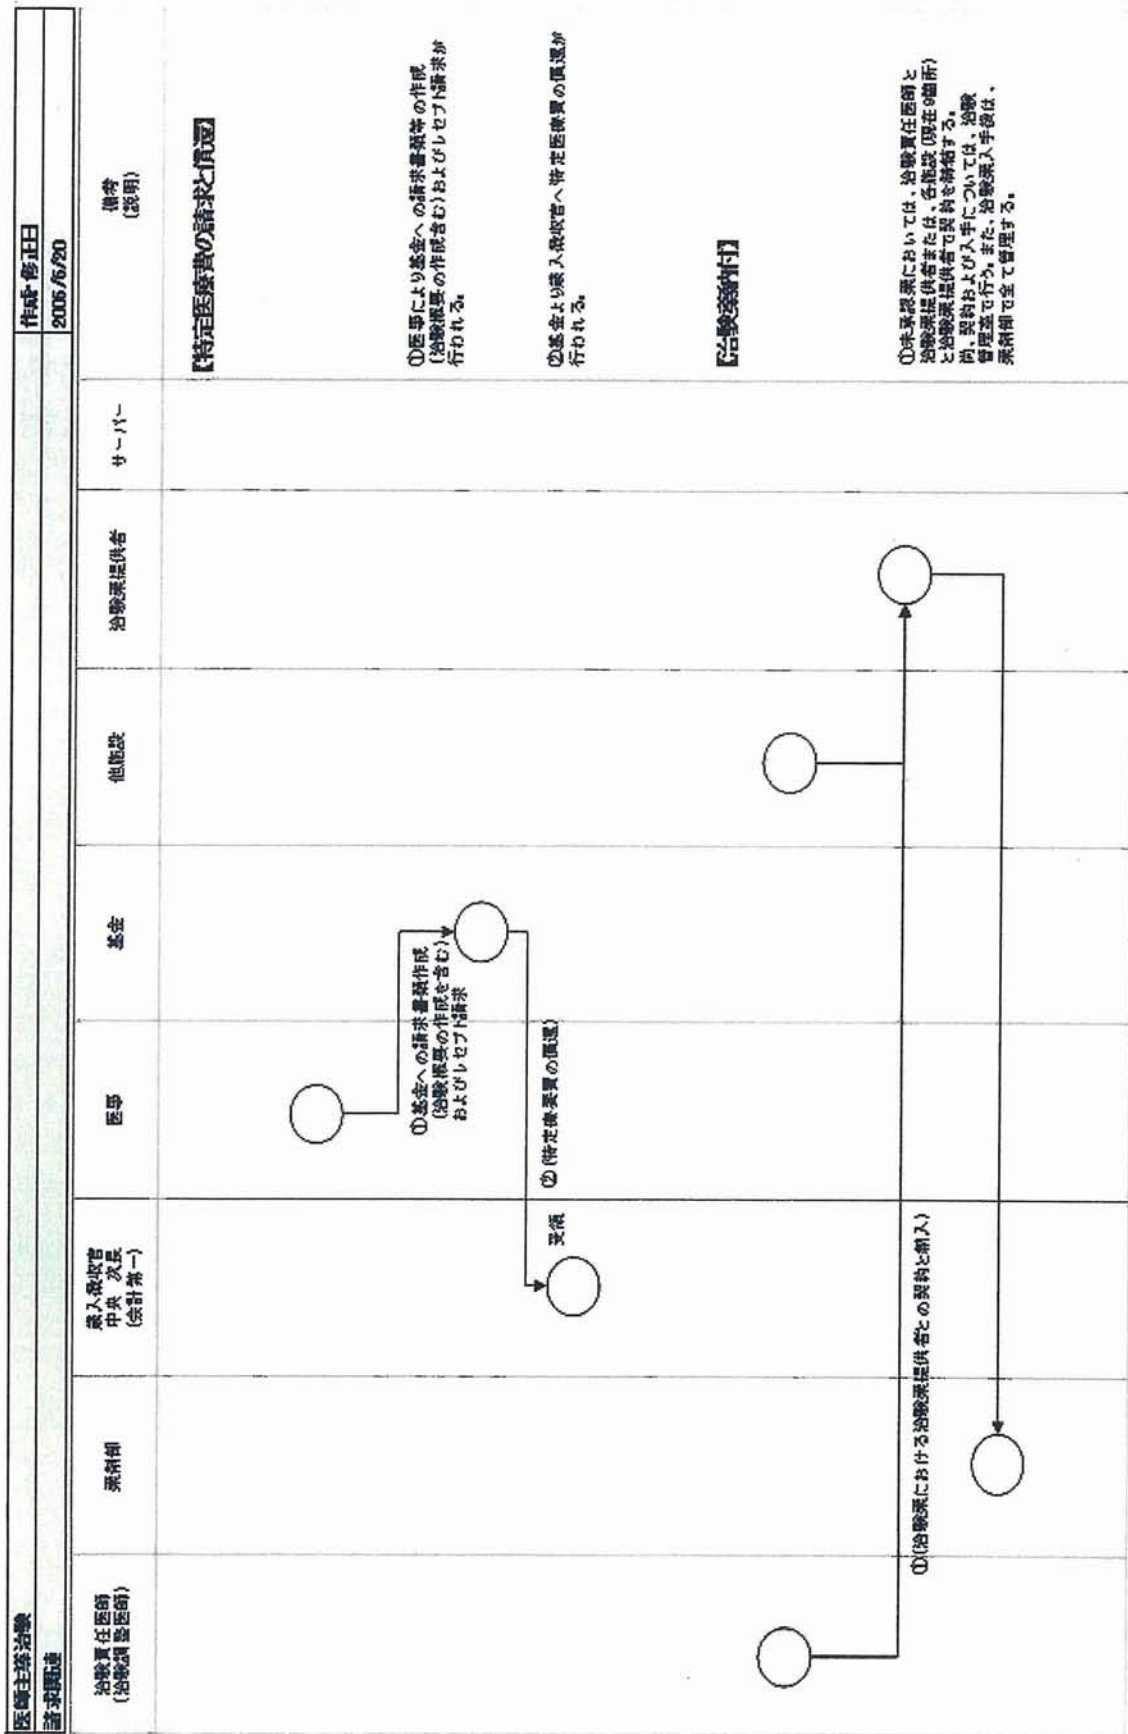 医師主導治験
作成・修正日
請求関連
2005/6/20
治験責任医師
(治験調整医師)
薬剤部
歳入徴収官
中央 次長
(会計第一)
医事
基金
他施設
治験薬提供者
サーバー
備考
(説明)
【特定医療費の請求と償還】
①基金への請求書類作成
(治験概要の作成を含む)
およびレセプト請求
①医事により基金への請求書類等の作成
(治験概要の作成含む)およびレセプト請求が
行われる。
②(特定療養費の償還)
受領
②基金より歳入徴収官へ特定医療費の償還が
行われる。
【治験薬納付】
①(治験薬における治験薬提供者との契約と納入)
①未承認薬においては、治験責任医師と
治験薬提供者または、各施設(現在9箇所)
と治験薬提供者で契約を締結する。
尚、契約および入手については、治験
管理室で行う。また、治験薬入手後は、
薬剤部で全て管理する。